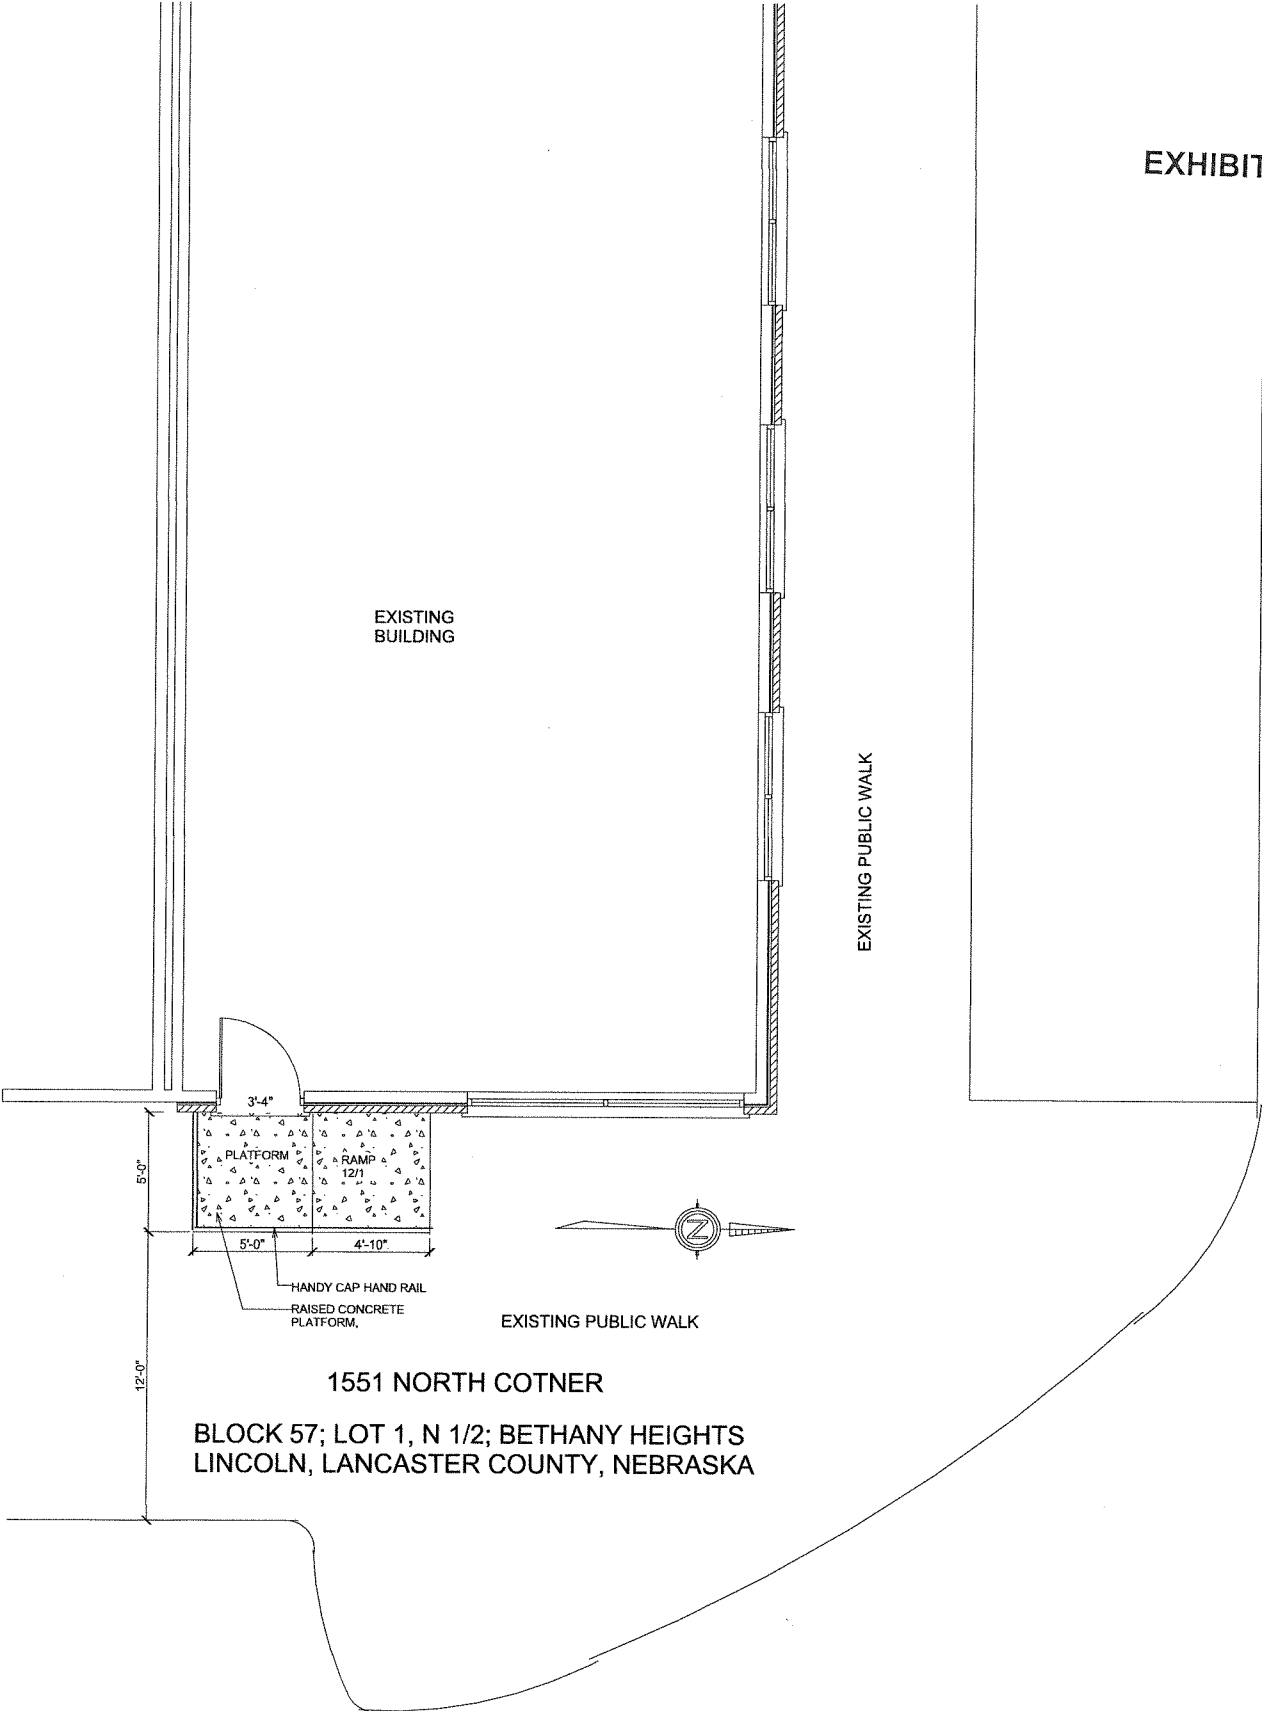 EXHIBIT
EXISTING
BUILDING
EXISTING PUBLIC WALK
3'-4"
PLATFORM
RAMP
12/1
5'-0"
5'-0"
4'-10"
HANDY CAP HAND RAIL
RAISED CONCRETE
PLATFORM,
N
EXISTING PUBLIC WALK
12'-0"
1551 NORTH COTNER
BLOCK 57; LOT 1, N 1/2; BETHANY HEIGHTS
LINCOLN, LANCASTER COUNTY, NEBRASKA